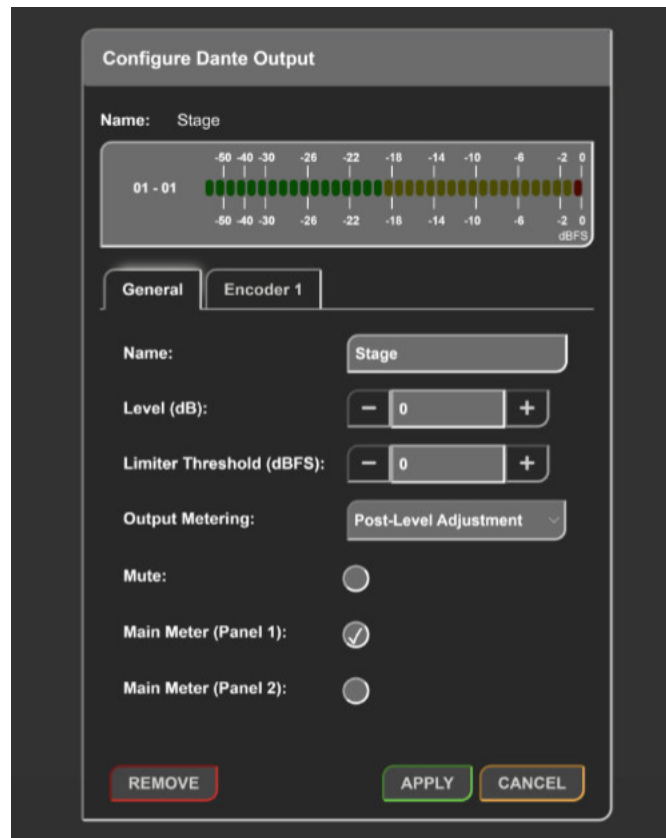 Configure Dante Output
Name: Stage
-50 -40 -30 -26 -22 -18 -14 -10 -6 -2 0
01 - 01
-50 -40 -30 -26 -22 -18 -14 -10 -6 -2 0
dBFS
General Encoder 1
Name: Stage
Level (dB): − 0 +
Limiter Threshold (dBFS): − 0 +
Output Metering: Post-Level Adjustment
Mute:
Main Meter (Panel 1):
Main Meter (Panel 2):
REMOVE APPLY CANCEL